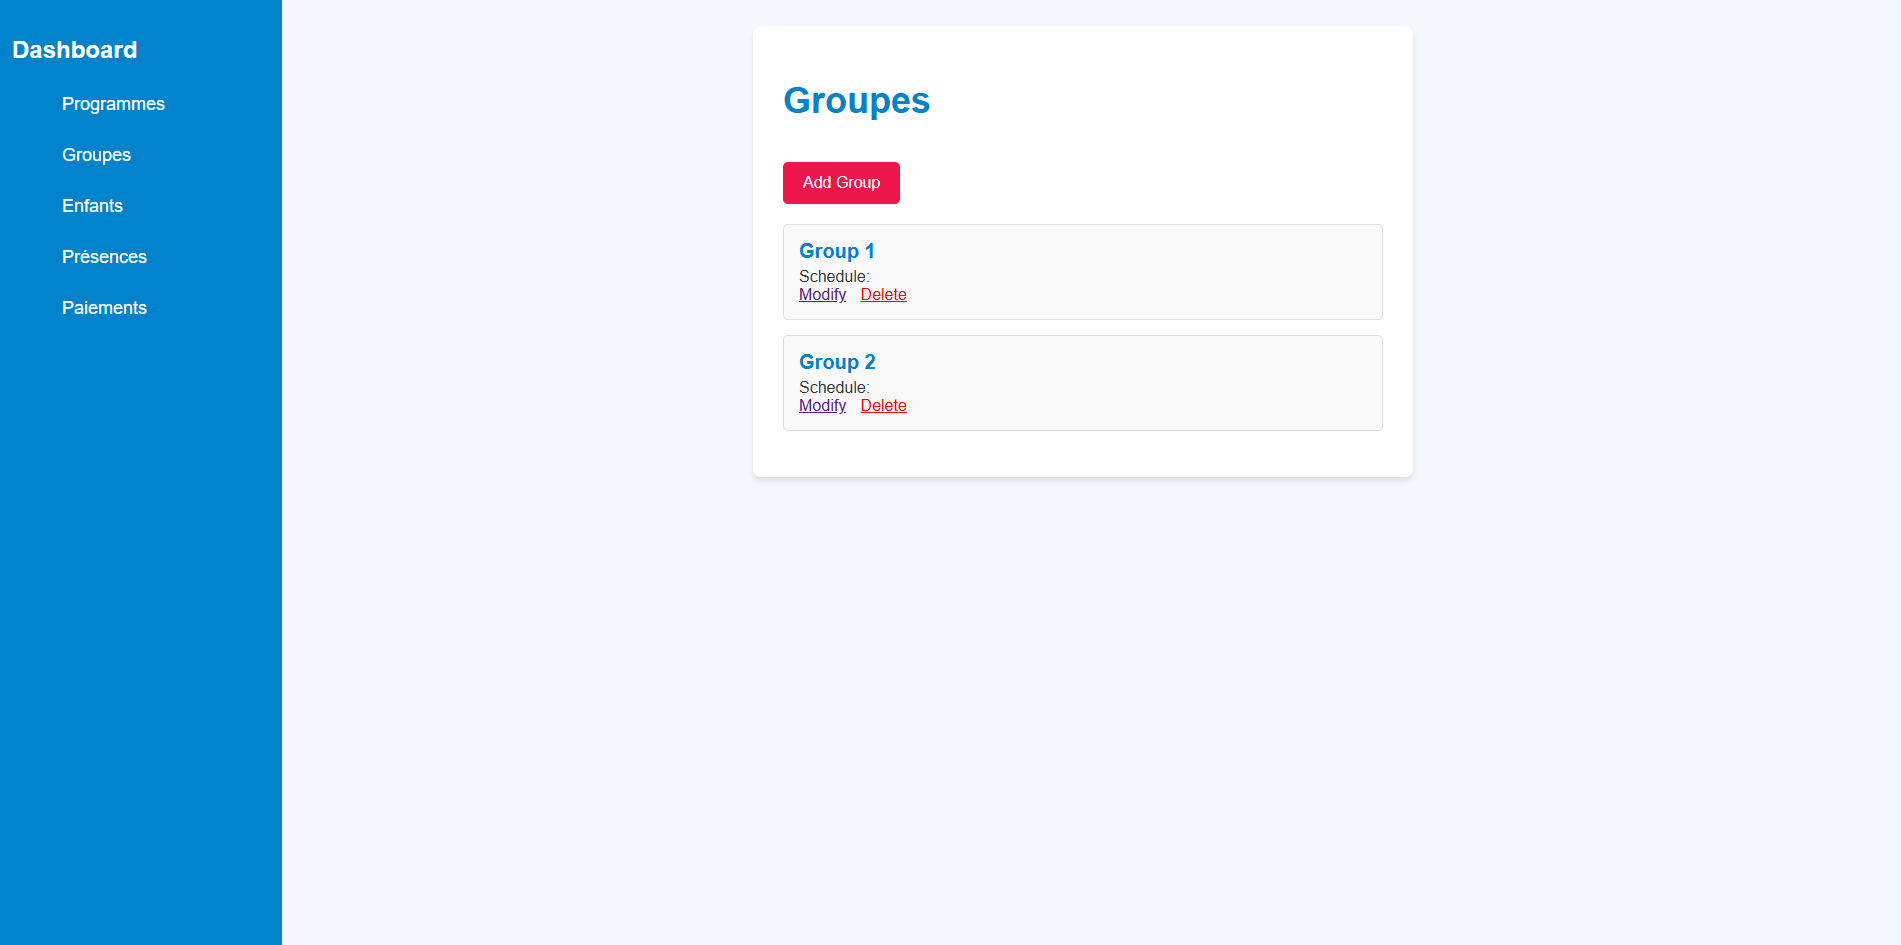 Dashboard
Programmes
Groupes
Enfants
Présences
Paiements
Groupes
Add Group
Group 1
Schedule:
Modify Delete
Group 2
Schedule:
Modify Delete